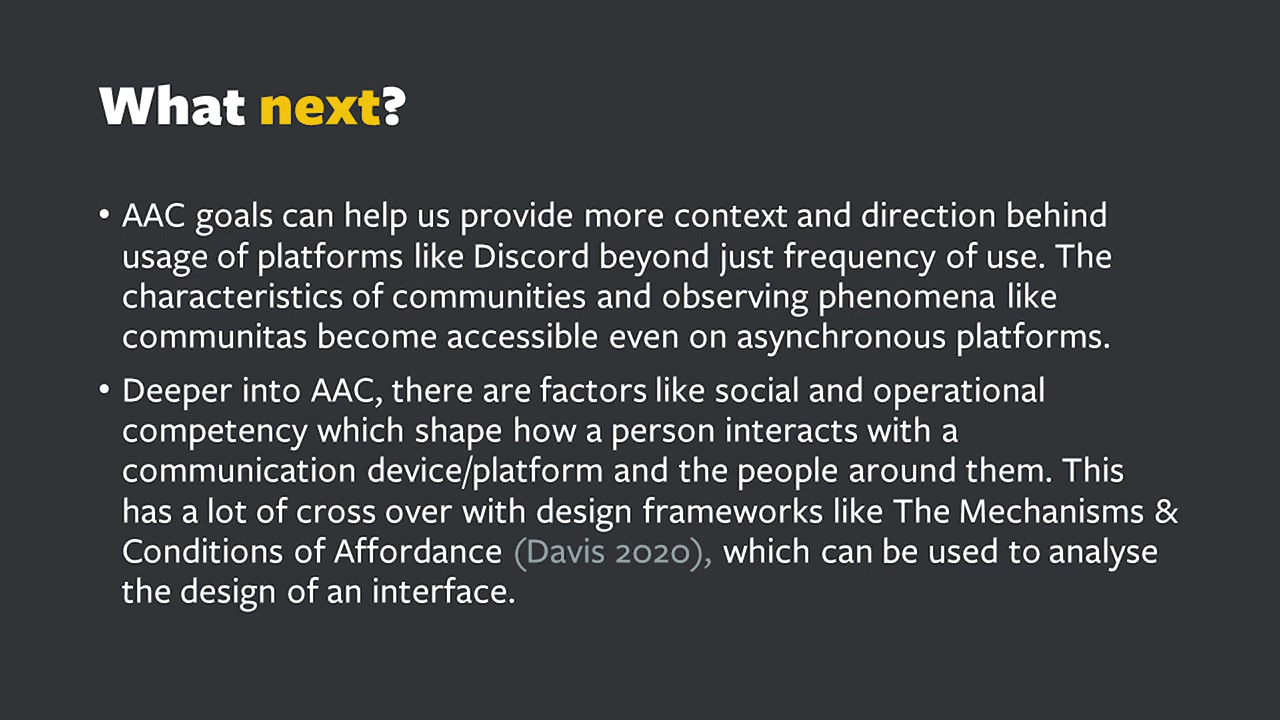 What next?
• AAC goals can help us provide more context and direction behind
usage of platforms like Discord beyond just frequency of use. The
characteristics of communities and observing phenomena like
communitas become accessible even on asynchronous platforms.
• Deeper into AAC, there are factors like social and operational
competency which shape how a person interacts with a
communication device/platform and the people around them. This
has a lot of cross over with design frameworks like The Mechanisms &
Conditions of Affordance (Davis 2020), which can be used to analyse
the design of an interface.